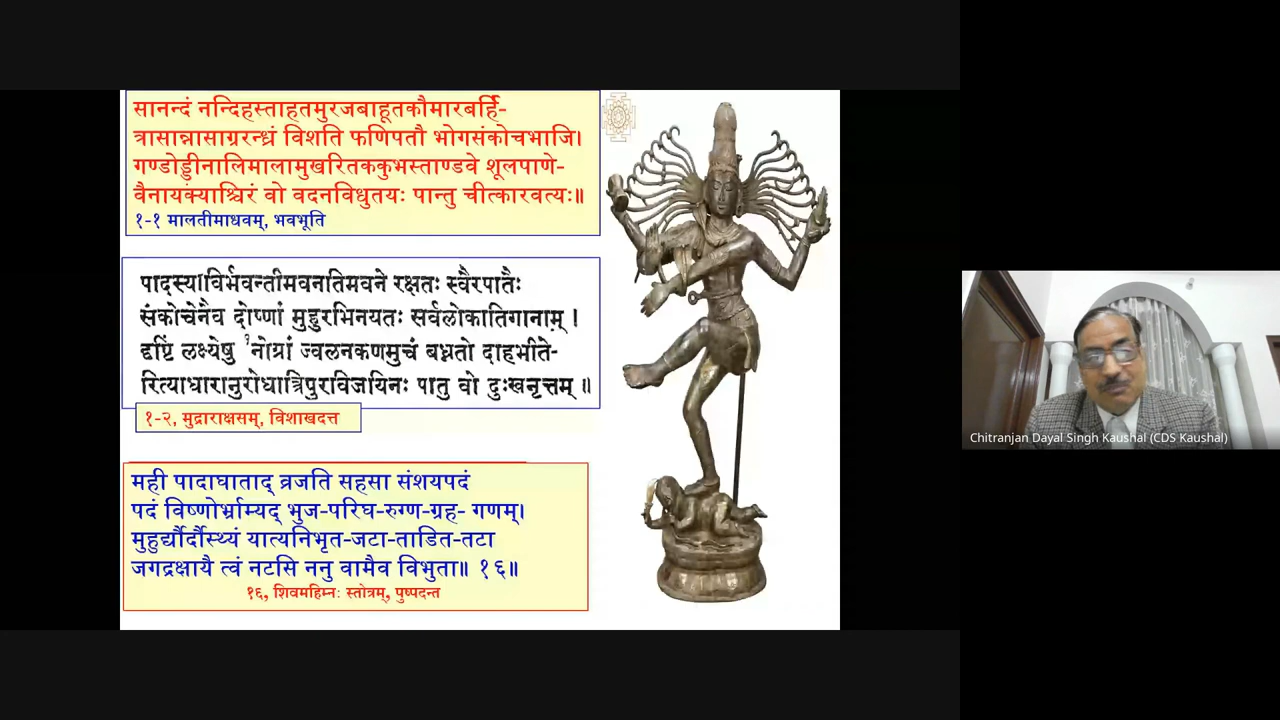 सानन्दं नन्दिहस्ताहतमुरजबाहूतकौमारबर्हि-
त्रासान्नासाग्ररन्ध्रं विशति फणिपतौ भोगसंकोचभाजि।
गण्डोड्डीनालिमालामुखरितककुभस्ताण्डवे शूलपाणे-
वैनायक्याश्चिरं वो वदनविधुतयः पान्तु चीत्कारवत्यः॥
१-१ मालतीमाधवम्, भवभूति
पादस्याविर्भवन्तीमवनतिमवने रक्षतः स्वैरपातैः
संकोचेनैव दोष्णां मुहुरभिनयतः सर्वलोकातिगानाम् ।
दृष्टिं लक्ष्येषु १नोग्रां ज्वलनकणमुचं बध्नतो दाहभीते-
रित्याधारानुरोधात्त्रिपुरविजयिनः पातु वो दुःखनृत्तम् ॥
१-२, मुद्राराक्षसम्, विशाखदत्त
मही पादाघाताद् व्रजति सहसा संशयपदं
पदं विष्णोर्भ्राम्यद् भुज-परिघ-रुग्ण-ग्रह- गणम्।
मुहुर्द्यौर्दौस्थ्यं यात्यनिभृत-जटा-ताडित-तटा
जगद्रक्षायै त्वं नटसि ननु वामैव विभुता॥ १६॥
१६, शिवमहिम्नः स्तोत्रम्, पुष्पदन्त
Chitranjan Dayal Singh Kaushal (CDS Kaushal)